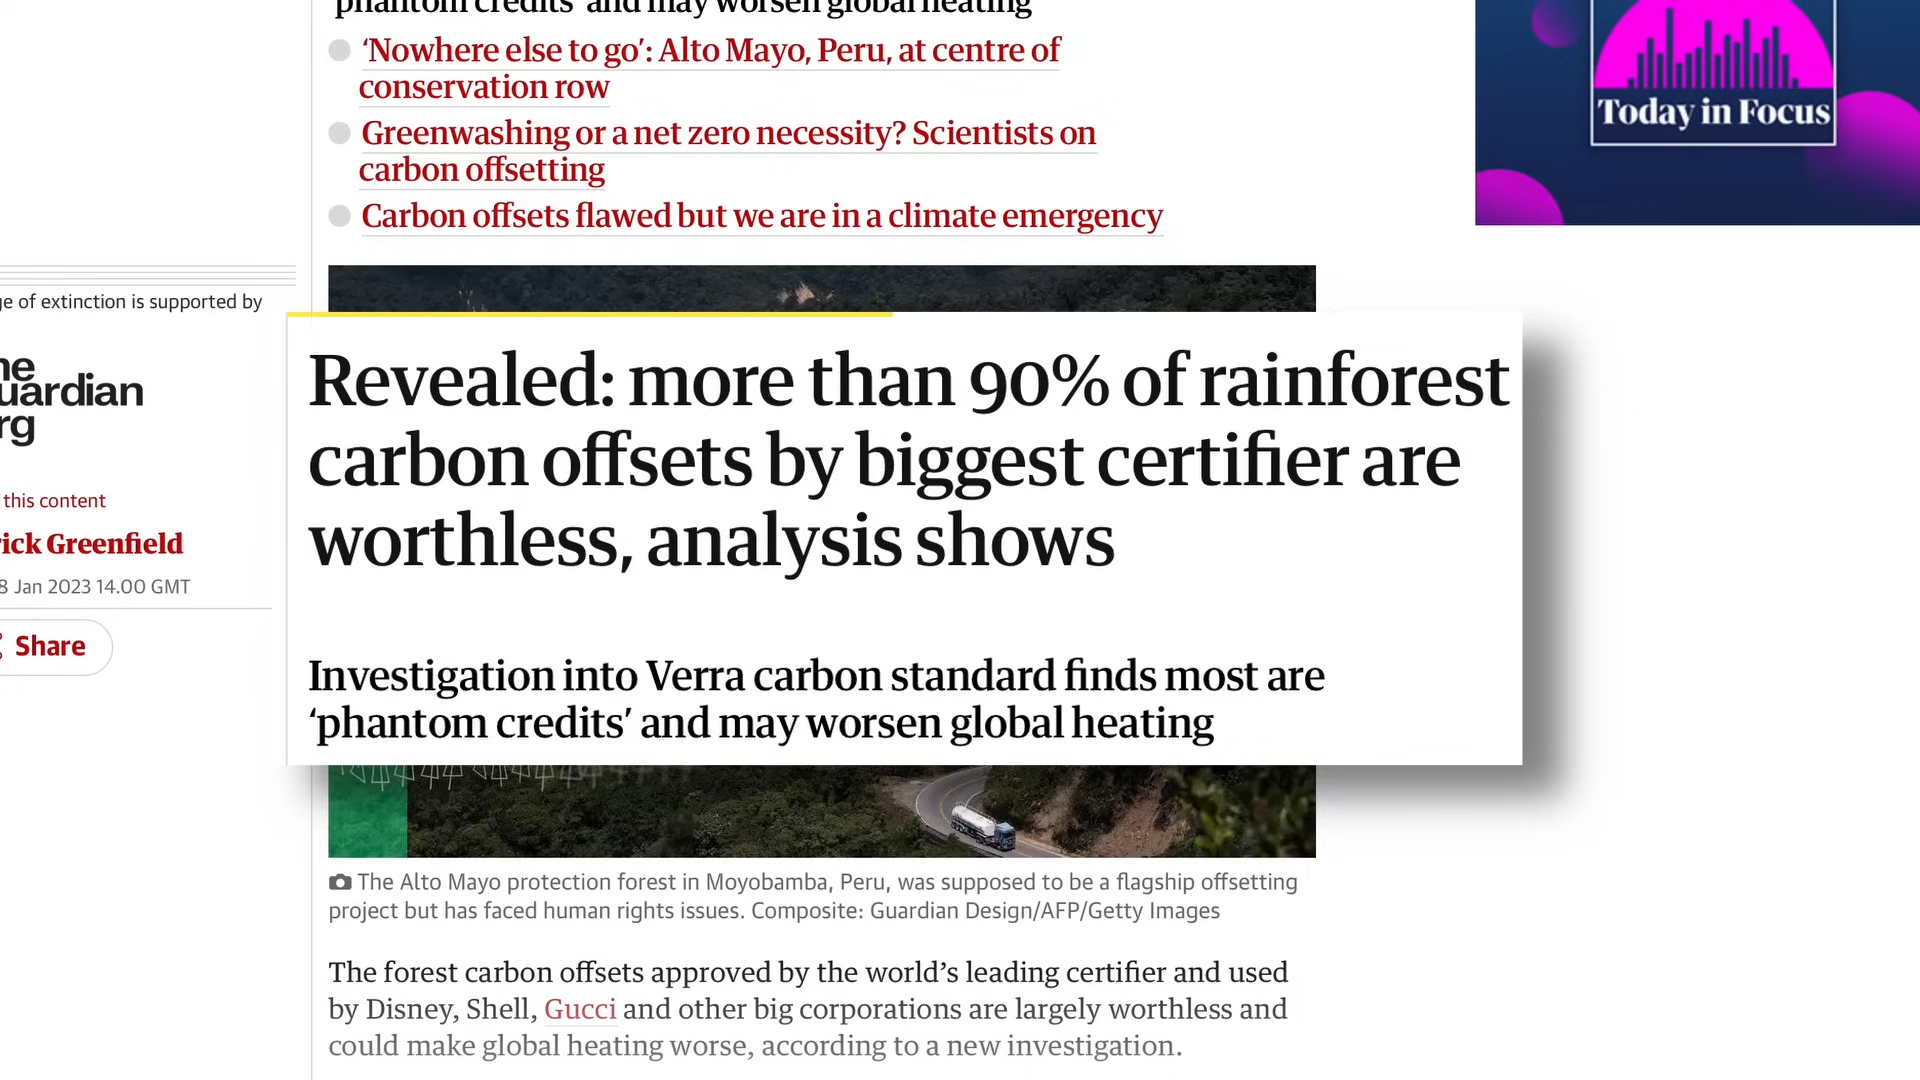 ‘phantom credits’ and may worsen global heating
‘Nowhere else to go’: Alto Mayo, Peru, at centre of
conservation row
Greenwashing or a net zero necessity? Scientists on
carbon offsetting
Carbon offsets flawed but we are in a climate emergency
Today in Focus
ge of extinction is supported by
he
uardian
rg
this content
rick Greenfield
8 Jan 2023 14.00 GMT
Share
Revealed: more than 90% of rainforest
carbon offsets by biggest certifier are
worthless, analysis shows
Investigation into Verra carbon standard finds most are
‘phantom credits’ and may worsen global heating
The Alto Mayo protection forest in Moyobamba, Peru, was supposed to be a flagship offsetting
project but has faced human rights issues. Composite: Guardian Design/AFP/Getty Images
The forest carbon offsets approved by the world’s leading certifier and used
by Disney, Shell, Gucci and other big corporations are largely worthless and
could make global heating worse, according to a new investigation.